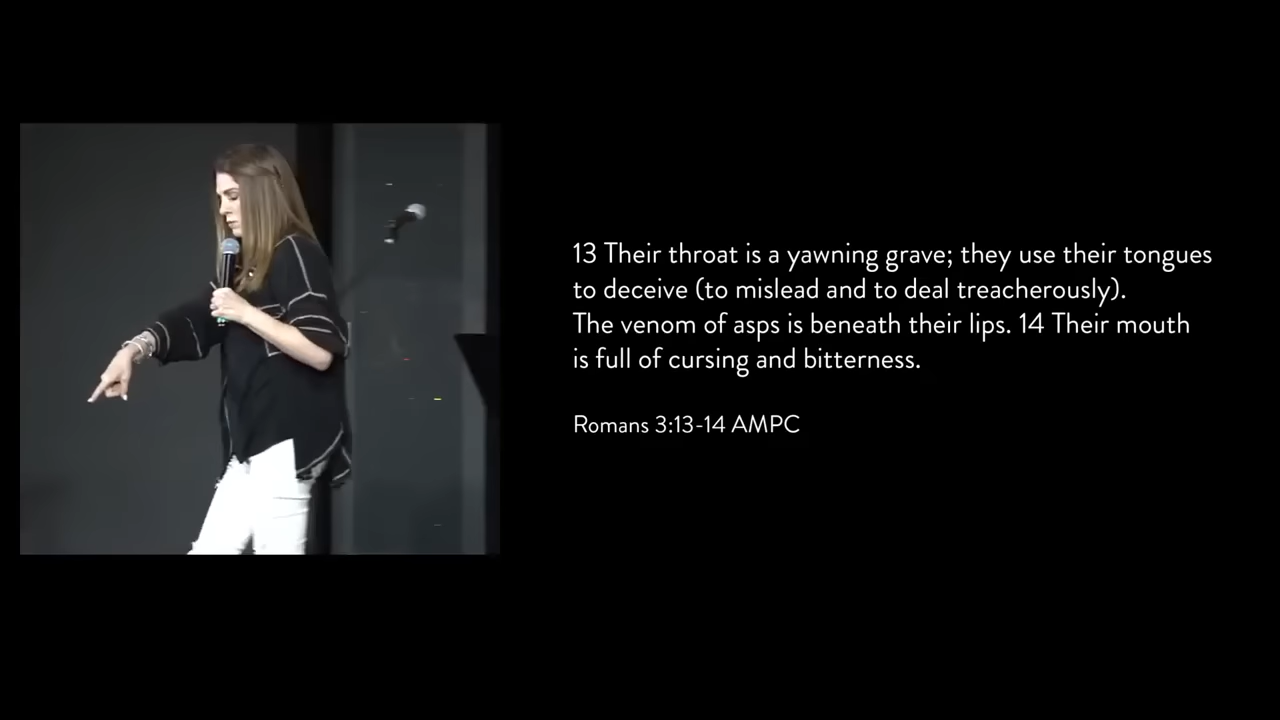 13 Their throat is a yawning grave; they use their tongues
to deceive (to mislead and to deal treacherously).
The venom of asps is beneath their lips. 14 Their mouth
is full of cursing and bitterness.
Romans 3:13-14 AMPC